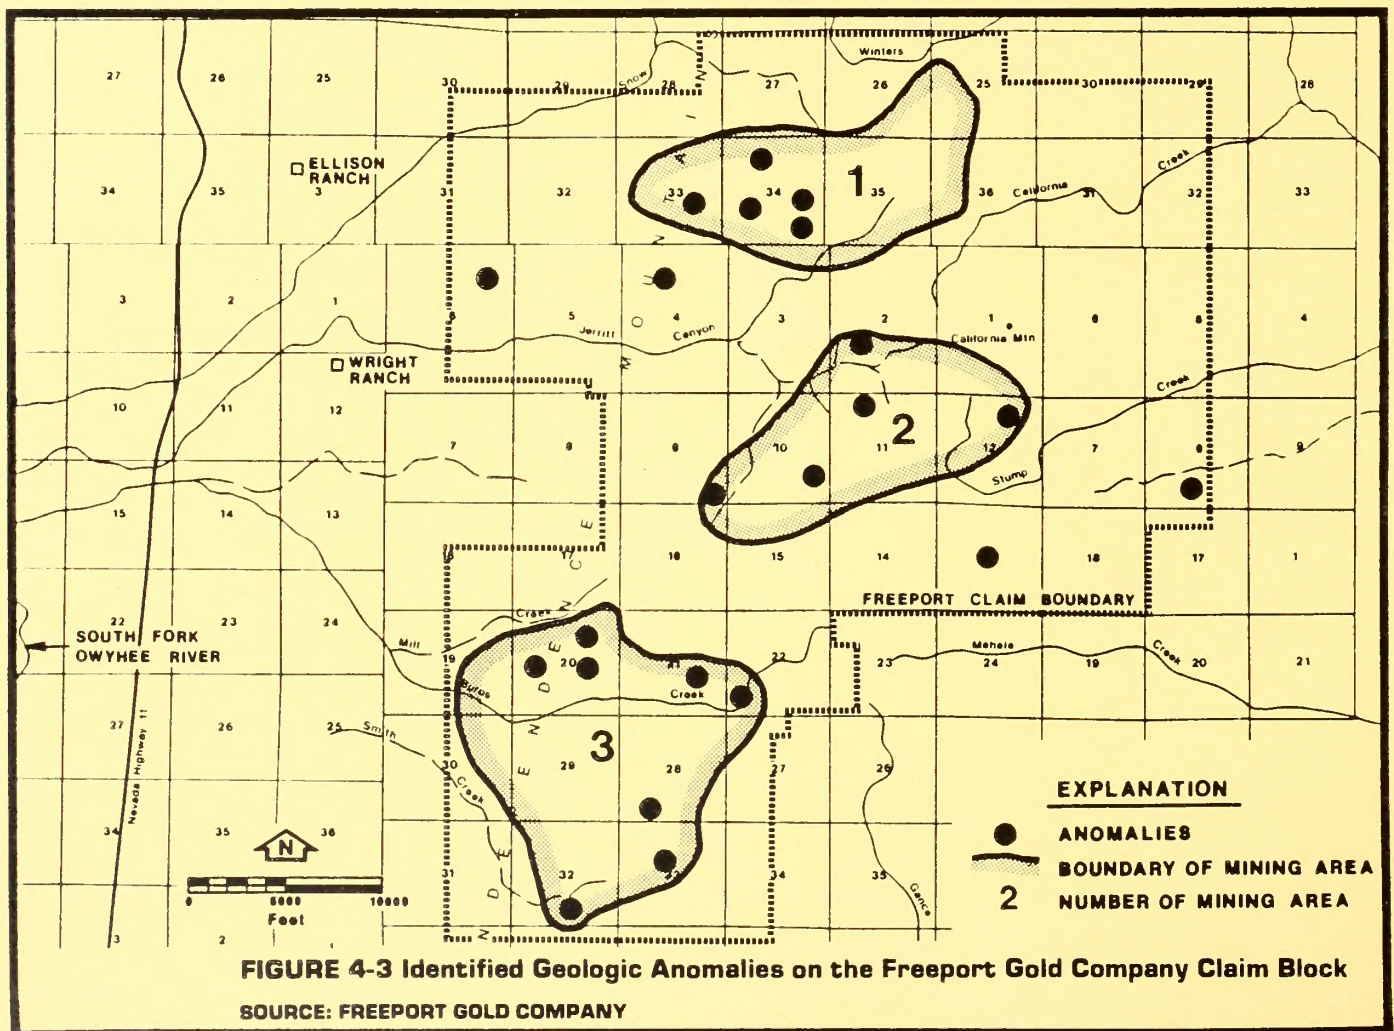 Winters
27 26 25 30 29 Snow 28 27 26 25 30 29 28
ELLISON
RANCH
34 35 3 31 32 33 34 1 35 36 California 31 Creek 32 33
INDEPENDENCE MOUNTAIN
3 2 1 6 5 4 3 2 1 6 5 4
Jerritt Canyon
California Mtn
WRIGHT
RANCH
Creek
10 11 12 7 8 9 10 11 2 12 7 8 9
Stump
15 14 13 18 17 16 15 14 18 17 1
FREEPORT CLAIM BOUNDARY
Creek
SOUTH FORK
OWYHEE RIVER
22 23 24 Mill 19 20 21 22 23 Mahala 24 19 Creek 20 21
Burns Creek
27 26 25 Smith 3
Creek
30 29 28 27 26
Nevada Highway 11
34 35 36 31 32 33 34 35
Gance
3 2 1
N
0 5000 10000
Feet
EXPLANATION
ANOMALIES
BOUNDARY OF MINING AREA
2 NUMBER OF MINING AREA
FIGURE 4-3 Identified Geologic Anomalies on the Freeport Gold Company Claim Block
SOURCE: FREEPORT GOLD COMPANY